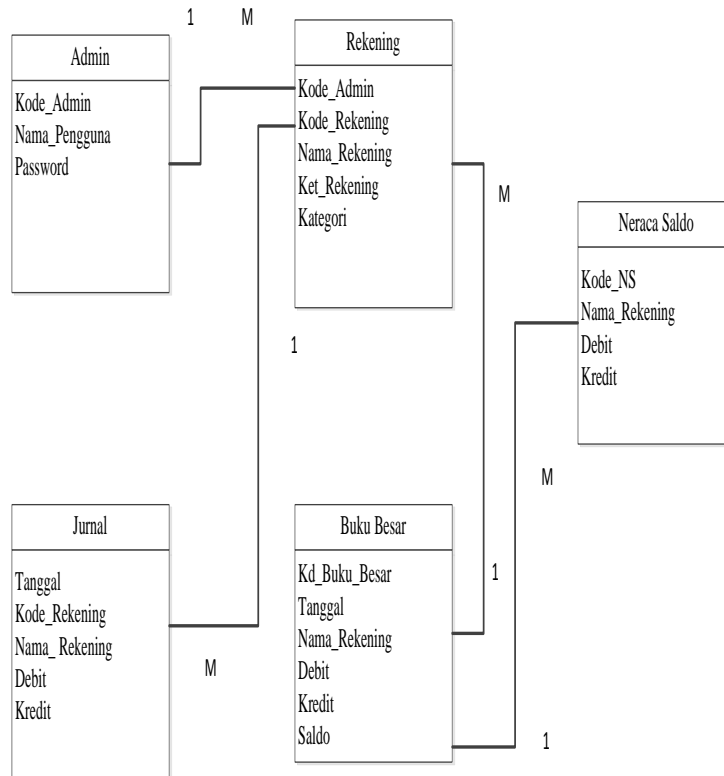 1
M
Admin
Kode_Admin
Nama_Pengguna
Password
Rekening
Kode_Admin
Kode_Rekening
Nama_Rekening
Ket_Rekening
Kategori
M
Neraca Saldo
Kode_NS
Nama_Rekening
Debit
Kredit
1
M
Jurnal
Tanggal
Kode_Rekening
Nama_ Rekening
Debit
Kredit
M
Buku Besar
Kd_Buku_Besar
Tanggal
Nama_Rekening
Debit
Kredit
Saldo
1
1